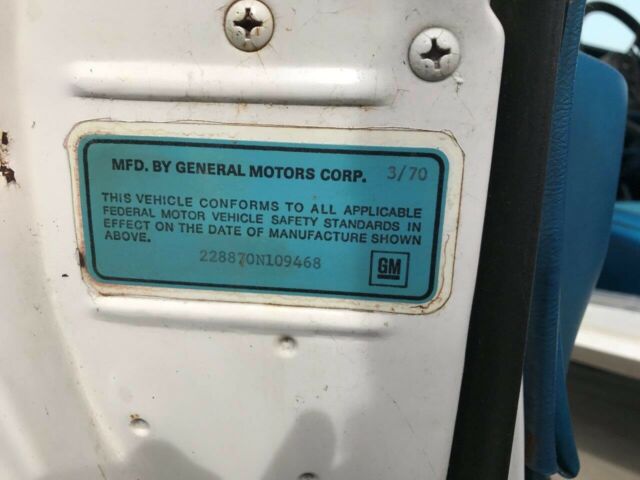 MFD. BY GENERAL MOTORS CORP. 3/70
THIS VEHICLE CONFORMS TO ALL APPLICABLE
FEDERAL MOTOR VEHICLE SAFETY STANDARDS IN
EFFECT ON THE DATE OF MANUFACTURE SHOWN
ABOVE.
228870N109468
GM